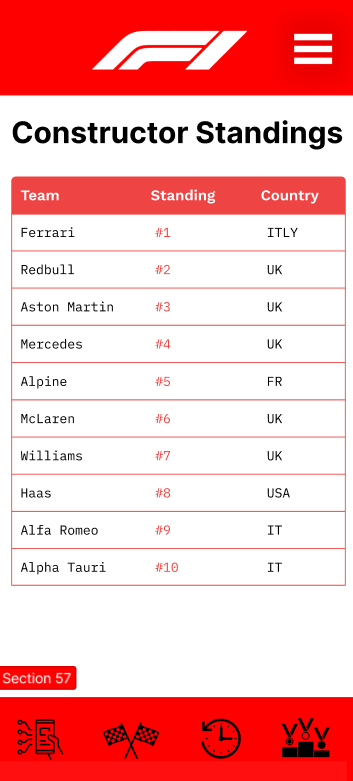 Constructor Standings
Team Standing Country
Ferrari #1 ITLY
Redbull #2 UK
Aston Martin #3 UK
Mercedes #4 UK
Alpine #5 FR
McLaren #6 UK
Williams #7 UK
Haas #8 USA
Alfa Romeo #9 IT
Alpha Tauri #10 IT
Section 57